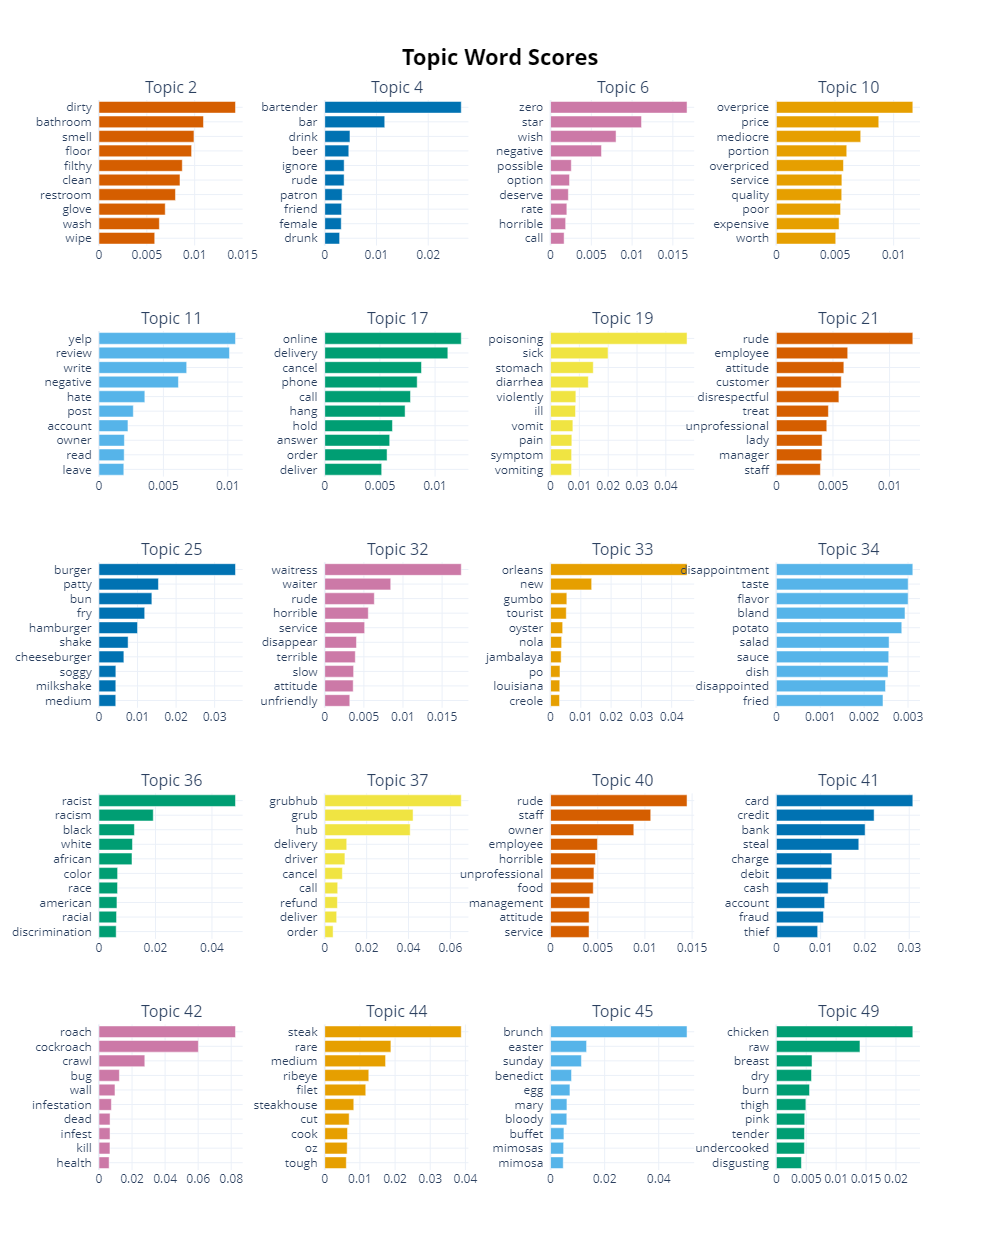 Topic Word Scores
Topic 2
dirty
bathroom
smell
floor
filthy
clean
restroom
glove
wash
wipe
0 0.005 0.01 0.015
Topic 4
bartender
bar
drink
beer
ignore
rude
patron
friend
female
drunk
0 0.01 0.02
Topic 6
zero
star
wish
negative
possible
option
deserve
rate
horrible
call
0 0.005 0.01 0.015
Topic 10
overprice
price
mediocre
portion
overpriced
service
quality
poor
expensive
worth
0 0.005 0.01
Topic 11
yelp
review
write
negative
hate
post
account
owner
read
leave
0 0.005 0.01
Topic 17
online
delivery
cancel
phone
call
hang
hold
answer
order
deliver
0 0.005 0.01
Topic 19
poisoning
sick
stomach
diarrhea
violently
ill
vomit
pain
symptom
vomiting
0 0.01 0.02 0.03 0.04
Topic 21
rude
employee
attitude
customer
disrespectful
treat
unprofessional
lady
manager
staff
0 0.005 0.01
Topic 25
burger
patty
bun
fry
hamburger
shake
cheeseburger
soggy
milkshake
medium
0 0.01 0.02 0.03
Topic 32
waitress
waiter
rude
horrible
service
disappear
terrible
slow
attitude
unfriendly
0 0.005 0.01 0.015
Topic 33
orleans
new
gumbo
tourist
oyster
nola
jambalaya
po
louisiana
creole
0 0.01 0.02 0.03 0.04
Topic 34
disappointment
taste
flavor
bland
potato
salad
sauce
dish
disappointed
fried
0 0.001 0.002 0.003
Topic 36
racist
racism
black
white
african
color
race
american
racial
discrimination
0 0.02 0.04
Topic 37
grubhub
grub
hub
delivery
driver
cancel
call
refund
deliver
order
0 0.02 0.04 0.06
Topic 40
rude
staff
owner
employee
horrible
unprofessional
food
management
attitude
service
0 0.005 0.01 0.015
Topic 41
card
credit
bank
steal
charge
debit
cash
account
fraud
thief
0 0.01 0.02 0.03
Topic 42
roach
cockroach
crawl
bug
wall
infestation
dead
infest
kill
health
0 0.02 0.04 0.06 0.08
Topic 44
steak
rare
medium
ribeye
filet
steakhouse
cut
cook
oz
tough
0 0.01 0.02 0.03 0.04
Topic 45
brunch
easter
sunday
benedict
egg
mary
bloody
buffet
mimosas
mimosa
0 0.02 0.04
Topic 49
chicken
raw
breast
dry
burn
thigh
pink
tender
undercooked
disgusting
0 0.005 0.01 0.015 0.02